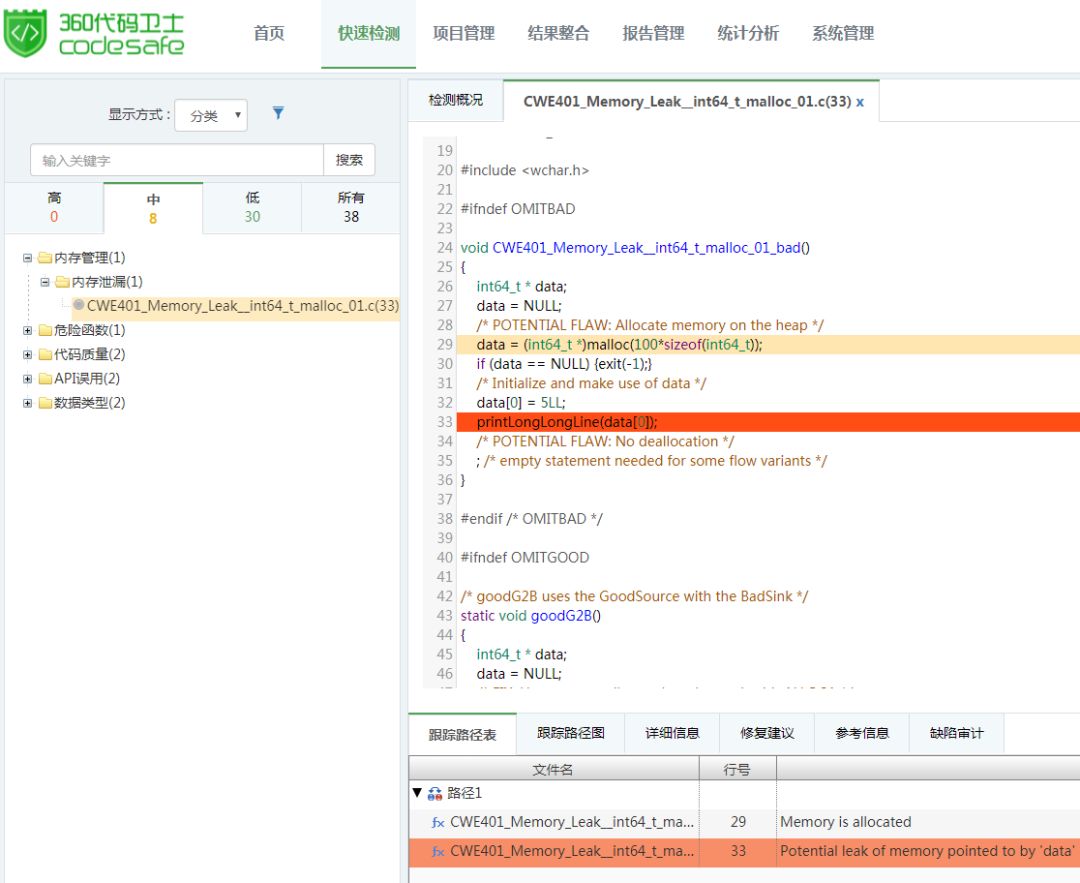 360代码卫士
codesafe
首页
快速检测
项目管理
结果整合
报告管理
统计分析
系统管理
显示方式：
分类
输入关键字
搜索
高
0
中
8
低
30
所有
38
内存管理(1)
内存泄漏(1)
CWE401_Memory_Leak__int64_t_malloc_01.c(33)
危险函数(1)
代码质量(2)
API误用(2)
数据类型(2)
检测概况
CWE401_Memory_Leak__int64_t_malloc_01.c(33) x
19
20 #include <wchar.h>
21
22 #ifndef OMITBAD
23
24 void CWE401_Memory_Leak__int64_t_malloc_01_bad()
25 {
26 int64_t * data;
27 data = NULL;
28 /* POTENTIAL FLAW: Allocate memory on the heap */
29 data = (int64_t *)malloc(100*sizeof(int64_t));
30 if (data == NULL) {exit(-1);}
31 /* Initialize and make use of data */
32 data[0] = 5LL;
33 printLongLongLine(data[0]);
34 /* POTENTIAL FLAW: No deallocation */
35 ; /* empty statement needed for some flow variants */
36 }
37
38 #endif /* OMITBAD */
39
40 #ifndef OMITGOOD
41
42 /* goodG2B uses the GoodSource with the BadSink */
43 static void goodG2B()
44 {
45 int64_t * data;
46 data = NULL;
跟踪路径表
跟踪路径图
详细信息
修复建议
参考信息
缺陷审计
文件名
行号
路径1
fx CWE401_Memory_Leak__int64_t_ma... 29 Memory is allocated
fx CWE401_Memory_Leak__int64_t_ma... 33 Potential leak of memory pointed to by 'data'